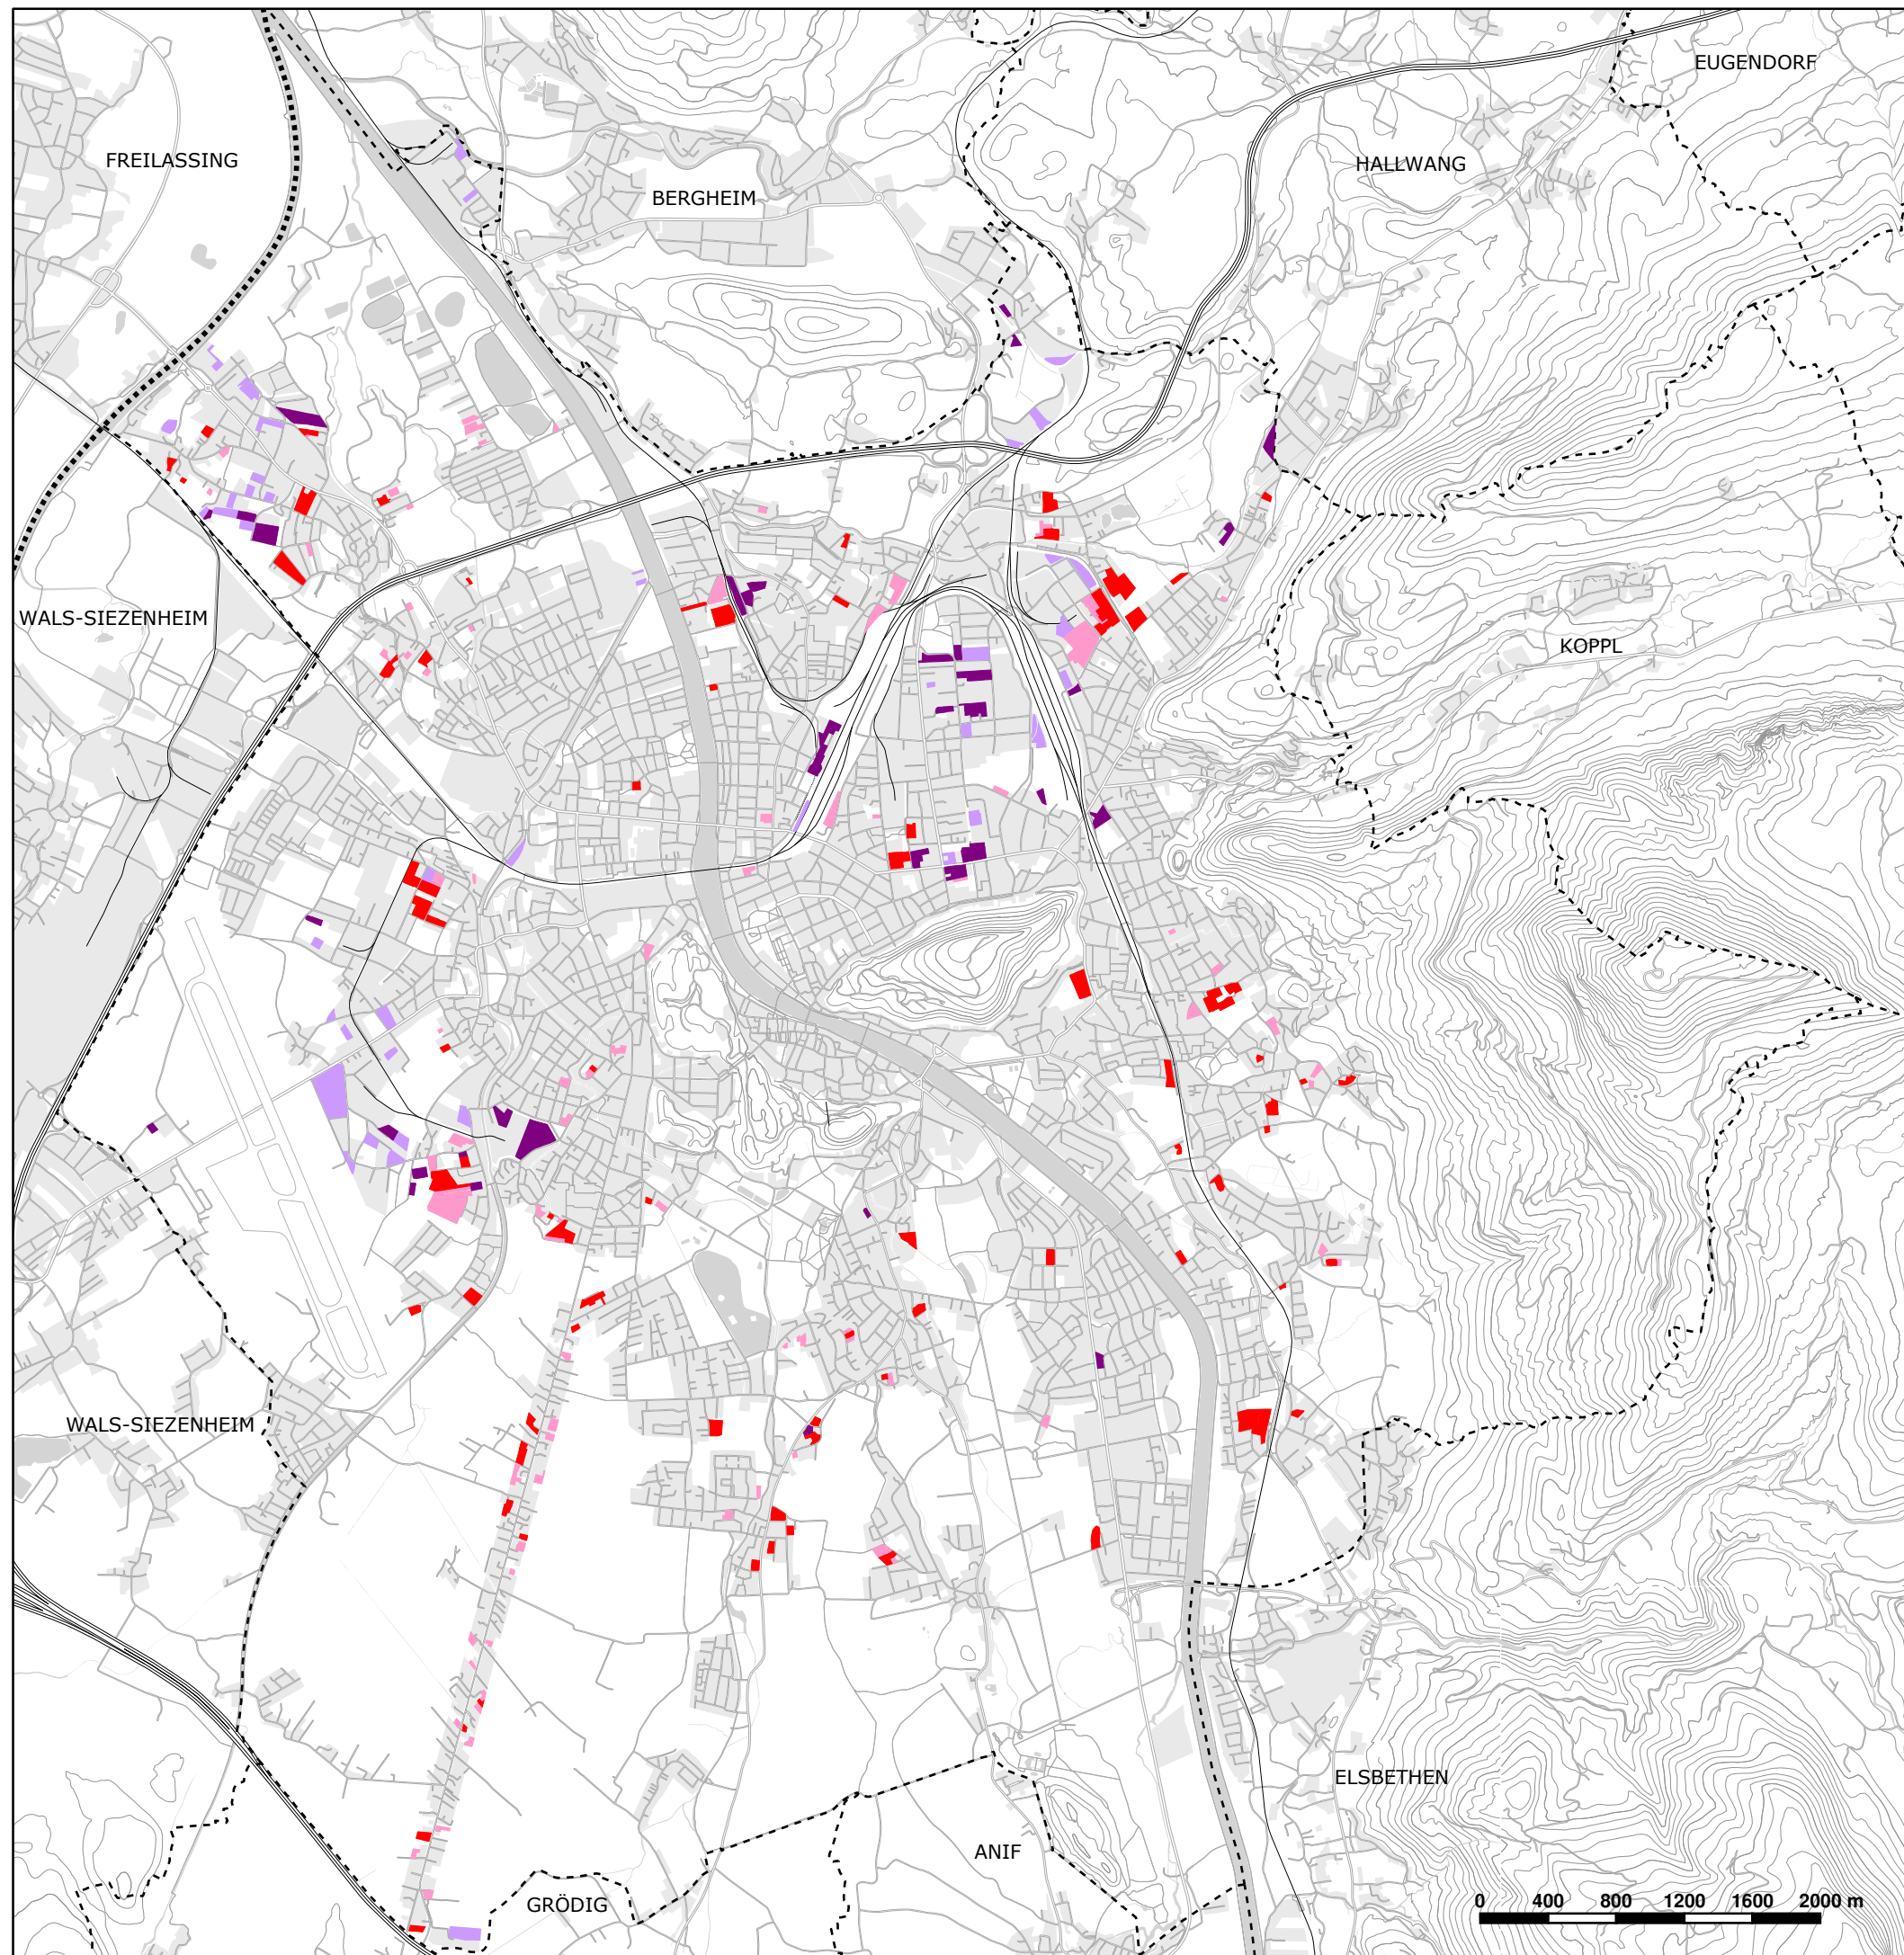 EUGENDORF
FREILASSING
HALLWANG
BERGHEIM
WALS-SIEZENHEIM
KOPPL
WALS-SIEZENHEIM
ELSBETHEN
ANIF
GRÖDIG
0 400 800 1200 1600 2000 m